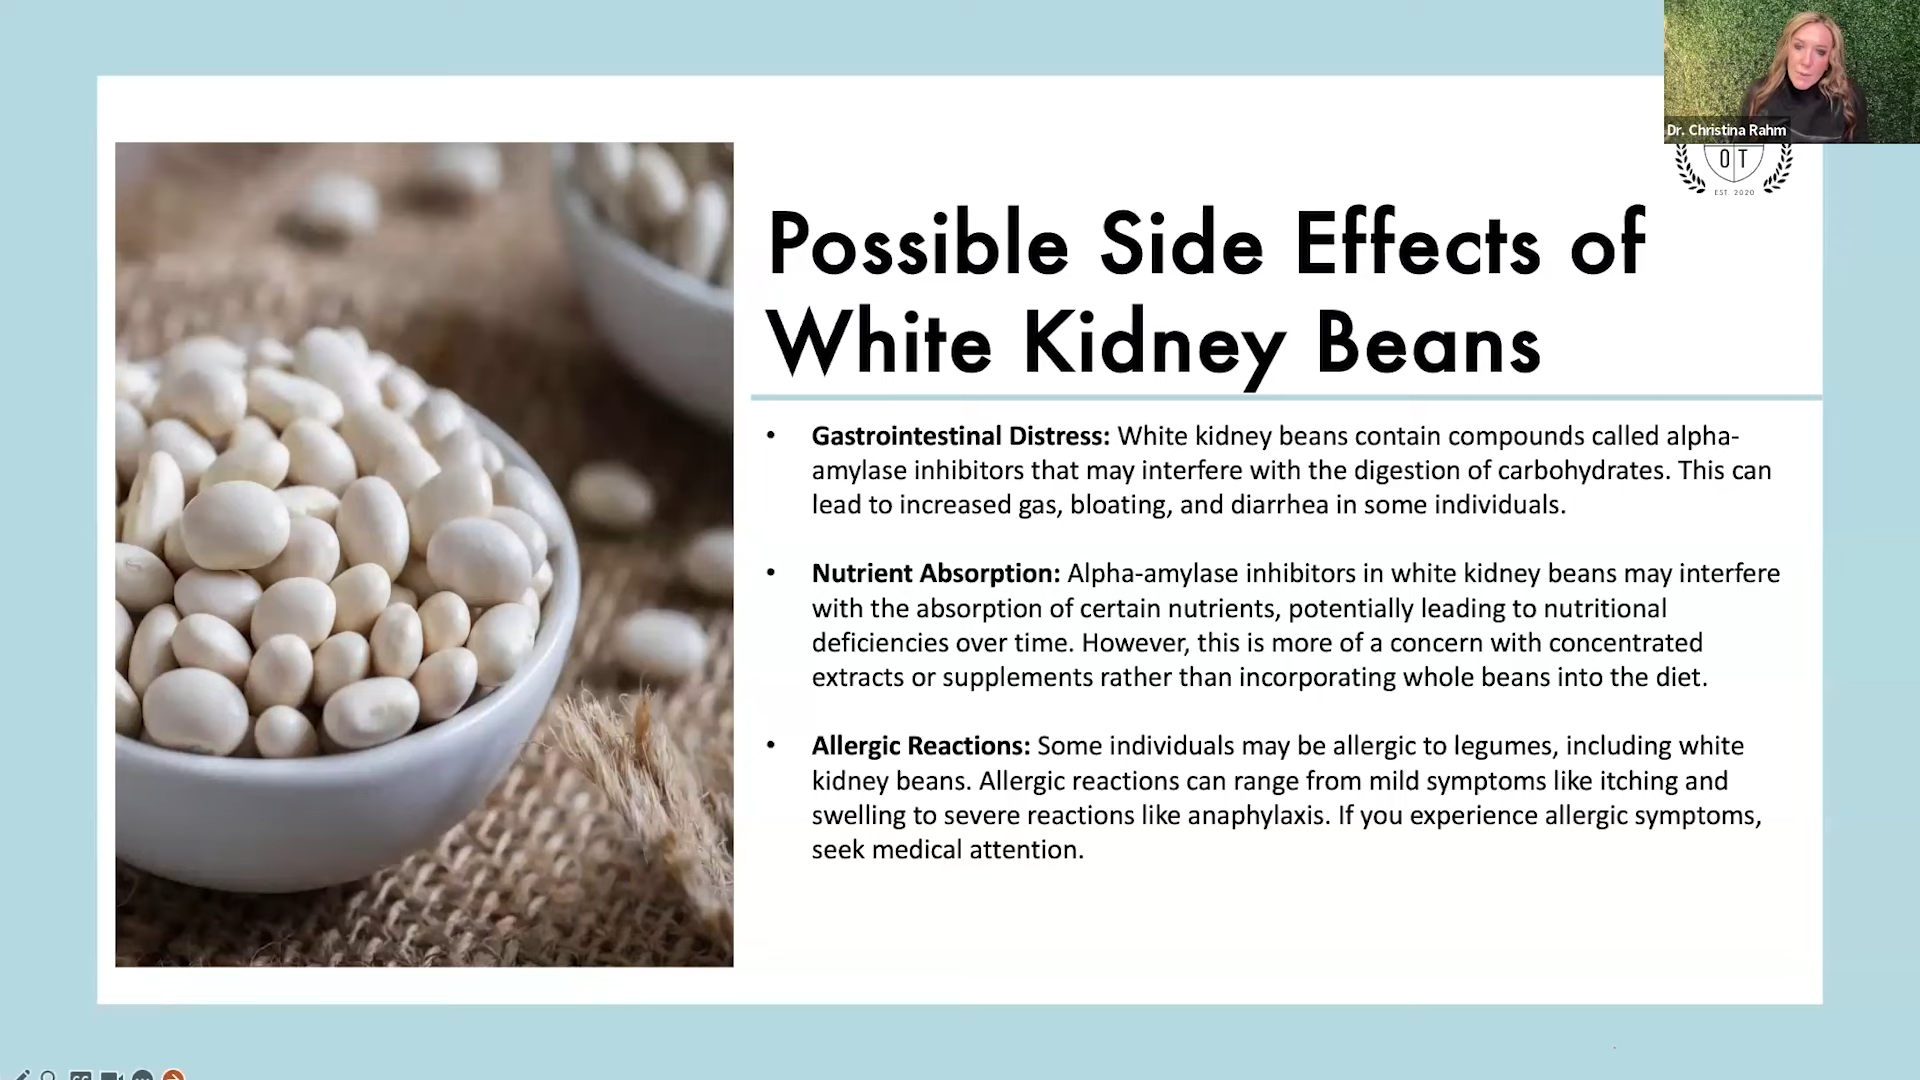 Dr. Christina Rahm
O T
EST. 2020
Possible Side Effects of
White Kidney Beans
• Gastrointestinal Distress: White kidney beans contain compounds called alpha-
amylase inhibitors that may interfere with the digestion of carbohydrates. This can
lead to increased gas, bloating, and diarrhea in some individuals.
• Nutrient Absorption: Alpha-amylase inhibitors in white kidney beans may interfere
with the absorption of certain nutrients, potentially leading to nutritional
deficiencies over time. However, this is more of a concern with concentrated
extracts or supplements rather than incorporating whole beans into the diet.
• Allergic Reactions: Some individuals may be allergic to legumes, including white
kidney beans. Allergic reactions can range from mild symptoms like itching and
swelling to severe reactions like anaphylaxis. If you experience allergic symptoms,
seek medical attention.